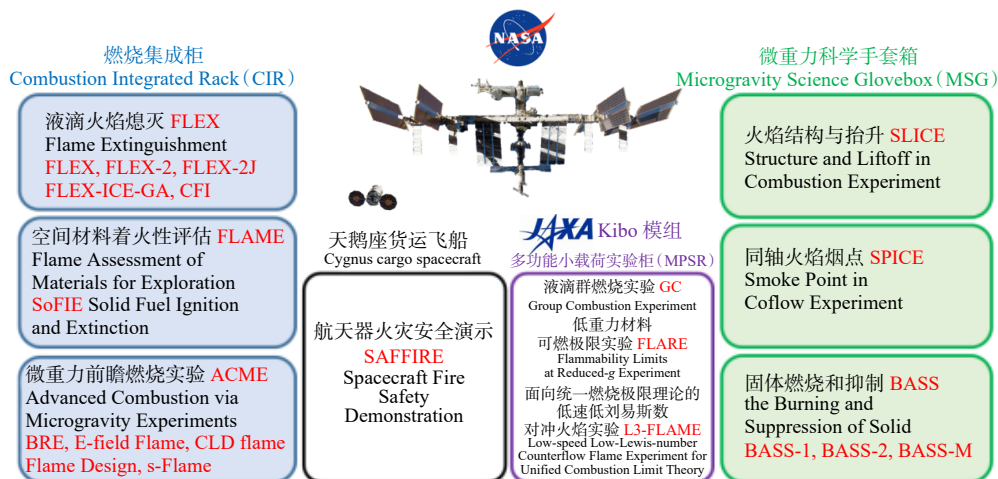 NASA
燃烧集成柜
Combustion Integrated Rack（CIR）
液滴火焰熄灭 FLEX
Flame Extinguishment
FLEX, FLEX-2, FLEX-2J
FLEX-ICE-GA, CFI
空间材料着火性评估 FLAME
Flame Assessment of
Materials for Exploration
SoFIE Solid Fuel Ignition
and Extinction
微重力前瞻燃烧实验 ACME
Advanced Combustion via
Microgravity Experiments
BRE, E-field Flame, CLD flame
Flame Design, s-Flame
天鹅座货运飞船
Cygnus cargo spacecraft
航天器火灾安全演示
SAFFIRE
Spacecraft Fire
Safety
Demonstration
JAXA Kibo 模组
多功能小载荷实验柜（MPSR）
液滴群燃烧实验 GC
Group Combustion Experiment
低重力材料
可燃极限实验 FLARE
Flammability Limits
at Reduced-g Experiment
面向统一燃烧极限理论的
低速低刘易斯数
对冲火焰实验 L3-FLAME
Low-speed Low-Lewis-number
Counterflow Flame Experiment for
Unified Combustion Limit Theory
微重力科学手套箱
Microgravity Science Glovebox（MSG）
火焰结构与抬升 SLICE
Structure and Liftoff in
Combustion Experiment
同轴火焰烟点 SPICE
Smoke Point in
Coflow Experiment
固体燃烧和抑制 BASS
the Burning and
Suppression of Solid
BASS-1, BASS-2, BASS-M